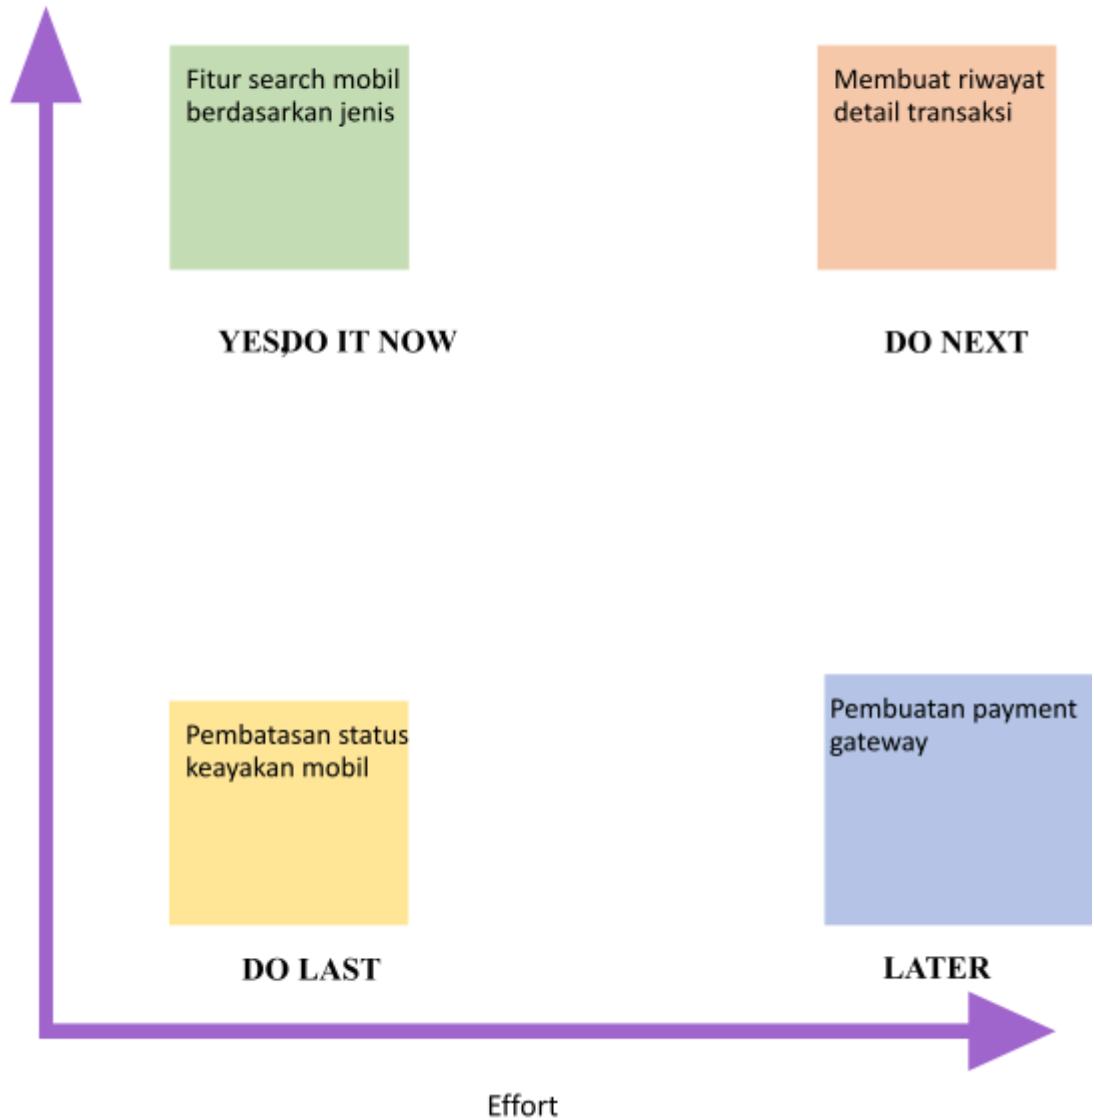 Fitur search mobil
berdasarkan jenis
Membuat riwayat
detail transaksi
YES,DO IT NOW
DO NEXT
Pembatasan status
keayakan mobil
Pembuatan payment
gateway
DO LAST
LATER
Effort